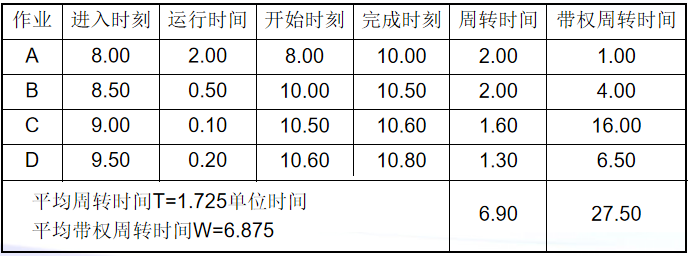 作业 进入时刻 运行时间 开始时刻 完成时刻 周转时间 带权周转时间
A 8.00 2.00 8.00 10.00 2.00 1.00
B 8.50 0.50 10.00 10.50 2.00 4.00
C 9.00 0.10 10.50 10.60 1.60 16.00
D 9.50 0.20 10.60 10.80 1.30 6.50
平均周转时间T=1.725单位时间
平均带权周转时间W=6.875
6.90 27.50